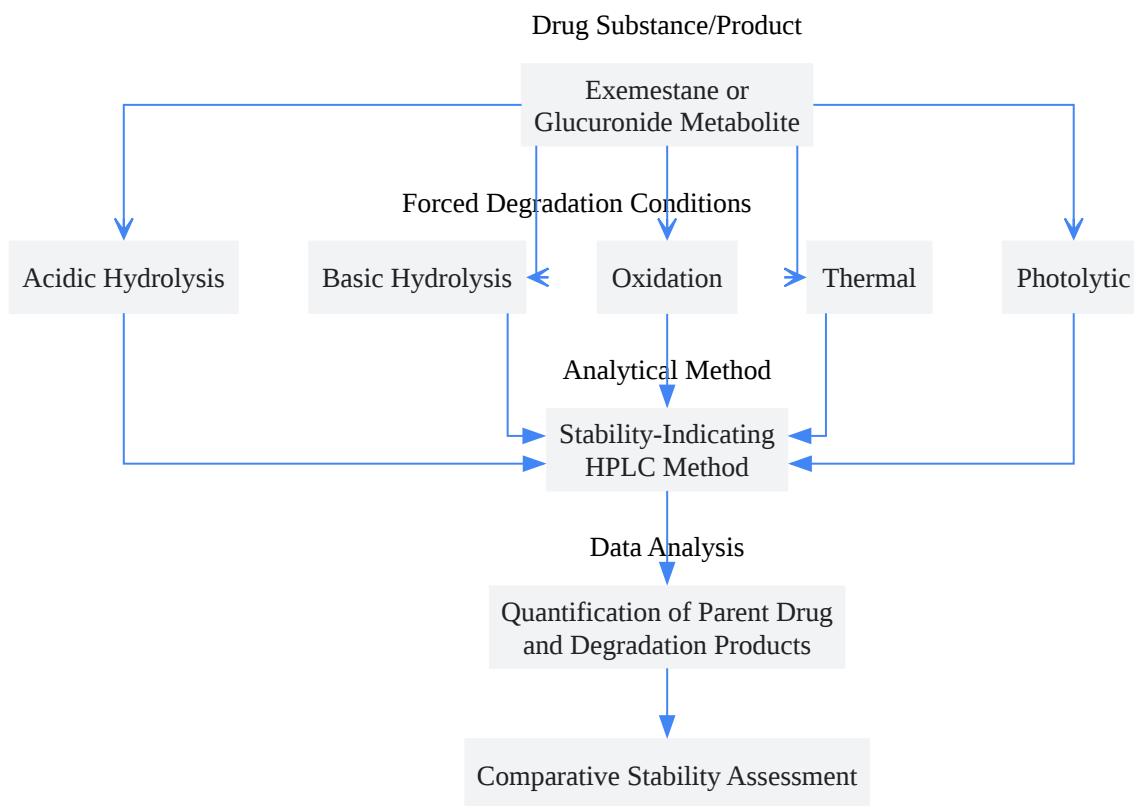 Drug Substance/Product
Exemestane or
Glucuronide Metabolite
Forced Degradation Conditions
Acidic Hydrolysis
Basic Hydrolysis
Oxidation
Thermal
Photolytic
Analytical Method
Stability-Indicating
HPLC Method
Data Analysis
Quantification of Parent Drug
and Degradation Products
Comparative Stability Assessment